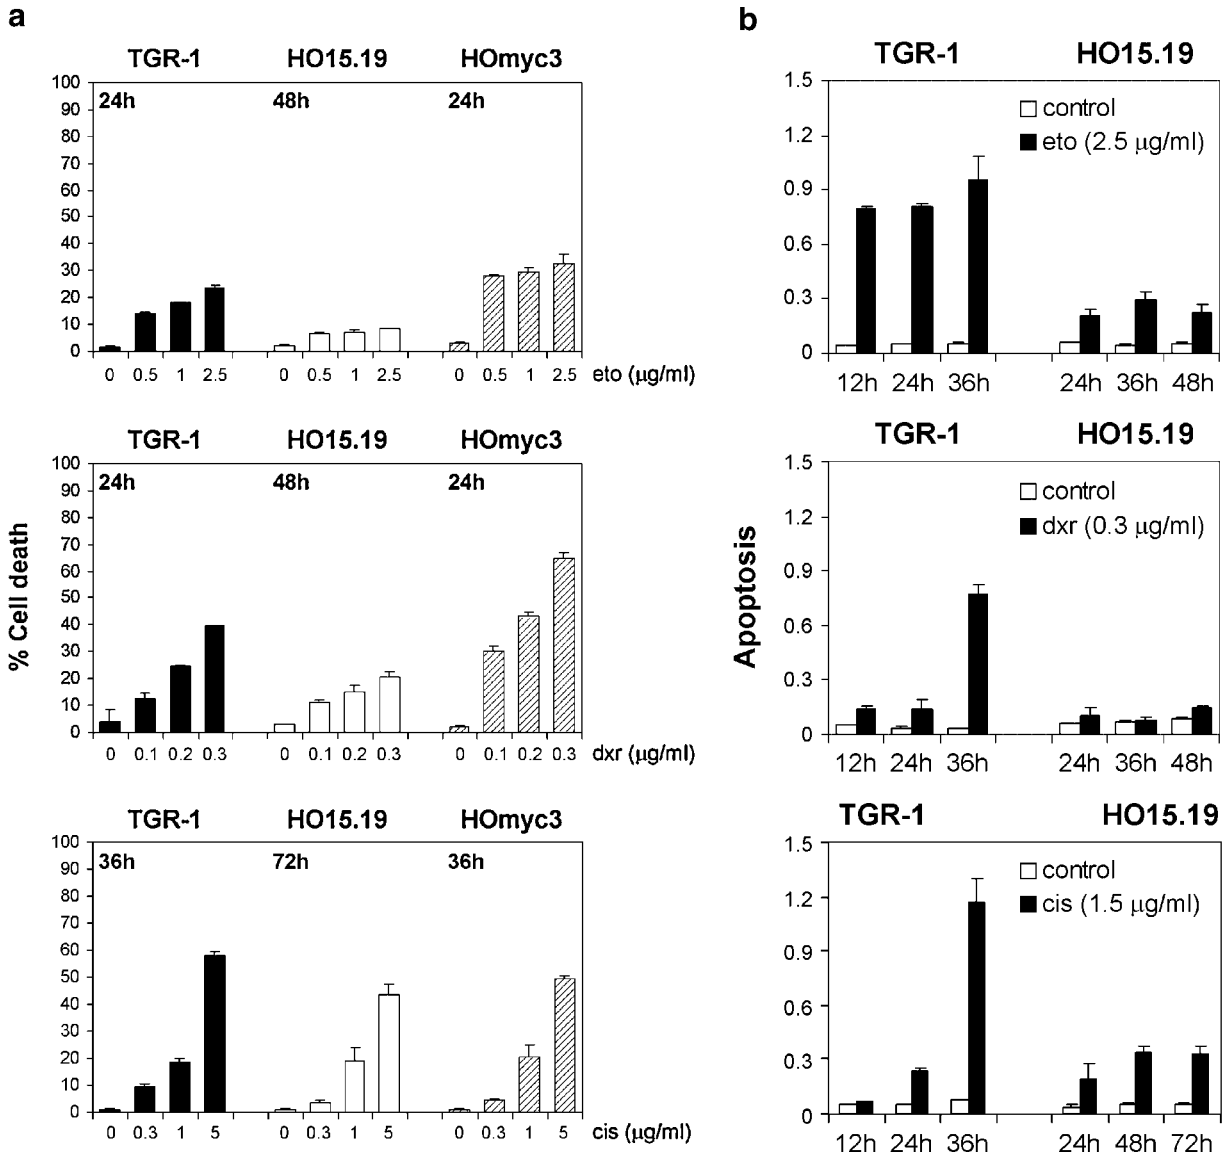 a
TGR-1 HO15.19 HOmyc3
100
90
80
70
60
50
40
30
20
10
0
24h 48h 24h
0 0.5 1 2.5 0 0.5 1 2.5 0 0.5 1 2.5 eto (µg/ml)
TGR-1 HO15.19 HOmyc3
100
90
80
70
60
50
40
30
20
10
0
24h 48h 24h
0 0.1 0.2 0.3 0 0.1 0.2 0.3 0 0.1 0.2 0.3 dxr (µg/ml)
% Cell death
TGR-1 HO15.19 HOmyc3
100
90
80
70
60
50
40
30
20
10
0
36h 72h 36h
0 0.3 1 5 0 0.3 1 5 0 0.3 1 5 cis (µg/ml)
b
TGR-1 HO15.19
1.5
1.2
0.9
0.6
0.3
0
control
eto (2.5 µg/ml)
12h 24h 36h 24h 36h 48h
TGR-1 HO15.19
1.5
1.2
0.9
0.6
0.3
0
control
dxr (0.3 µg/ml)
12h 24h 36h 24h 36h 48h
Apoptosis
TGR-1 HO15.19
1.5
1.2
0.9
0.6
0.3
0
control
cis (1.5 µg/ml)
12h 24h 36h 24h 48h 72h